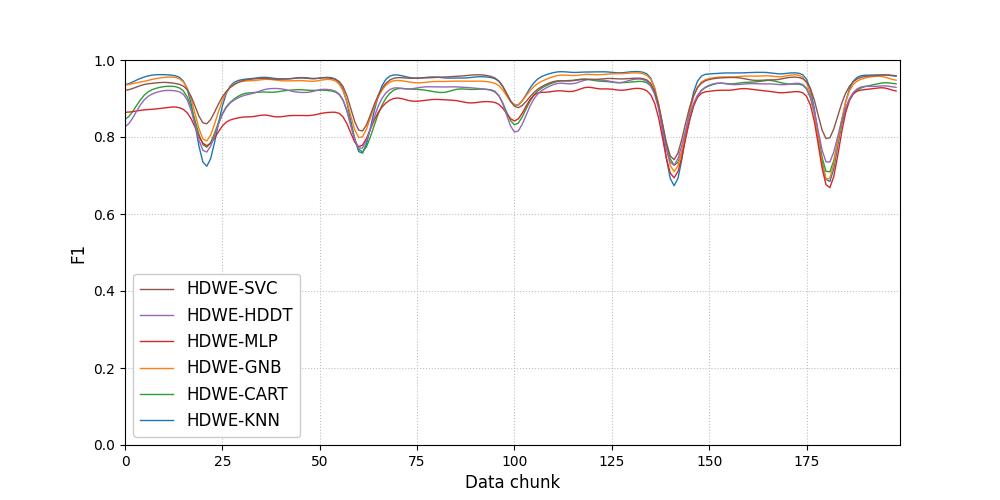 1.0
0.8
0.6
0.4
0.2
0.0
F1
HDWE-SVC
HDWE-HDDT
HDWE-MLP
HDWE-GNB
HDWE-CART
HDWE-KNN
0 25 50 75 100 125 150 175
Data chunk